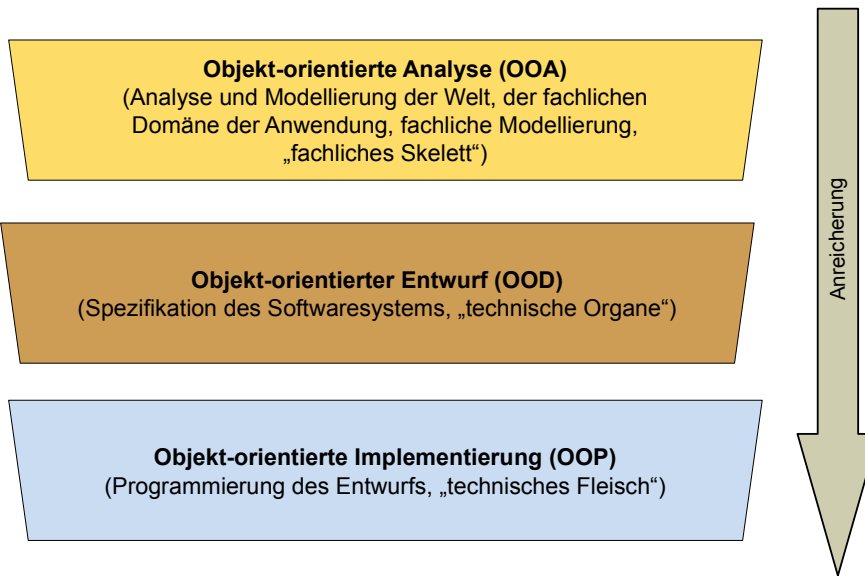 Objekt-orientierte Analyse (OOA)
(Analyse und Modellierung der Welt, der fachlichen
Domäne der Anwendung, fachliche Modellierung,
„fachliches Skelett“)
Objekt-orientierter Entwurf (OOD)
(Spezifikation des Softwaresystems, „technische Organe“)
Objekt-orientierte Implementierung (OOP)
(Programmierung des Entwurfs, „technisches Fleisch“)
Anreicherung